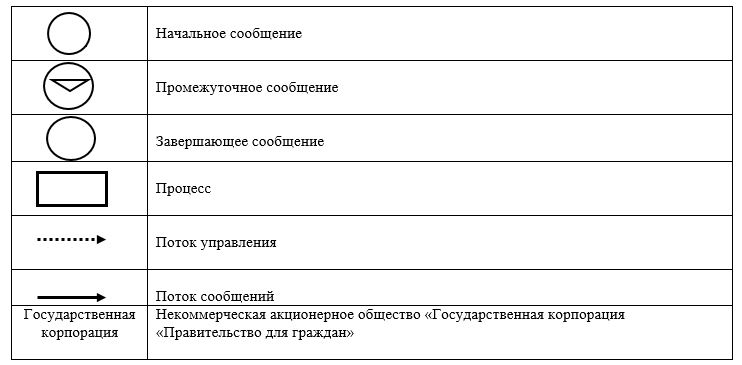 Начальное сообщение
Промежуточное сообщение
Завершающее сообщение
Процесс
Поток управления
Поток сообщений
Государственная
корпорация
Некоммерческая акционерное общество «Государственная корпорация
«Правительство для граждан»